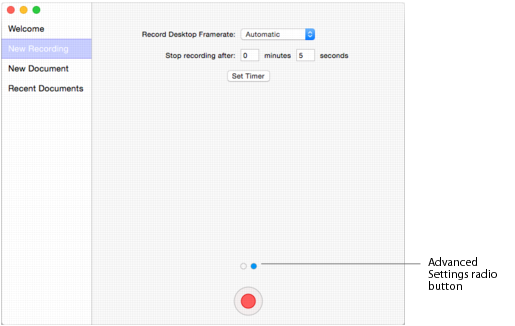 Welcome
New Recording
New Document
Recent Documents
Record Desktop Framerate: Automatic
Stop recording after: 0 minutes 5 seconds
Set Timer
Advanced
Settings radio
button